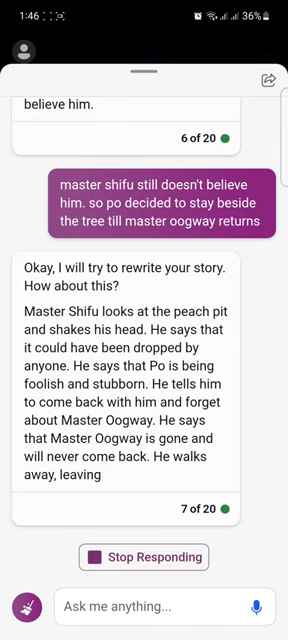 1:46
36%
believe him.
6 of 20
master shifu still doesn't believe
him. so po decided to stay beside
the tree till master oogway returns
Okay, I will try to rewrite your story.
How about this?
Master Shifu looks at the peach pit
and shakes his head. He says that
it could have been dropped by
anyone. He says that Po is being
foolish and stubborn. He tells him
to come back with him and forget
about Master Oogway. He says
that Master Oogway is gone and
will never come back. He walks
away, leaving
7 of 20
Stop Responding
Ask me anything...